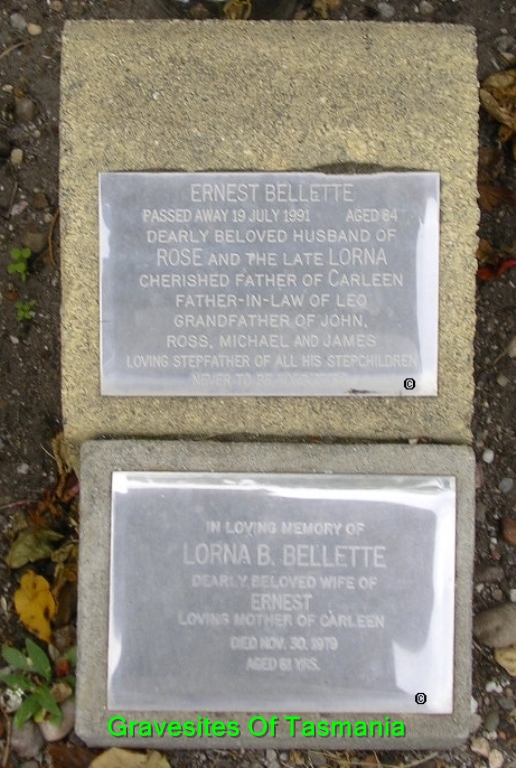 ERNEST BELLETTE
PASSED AWAY 19 JULY 1991 AGED 84
DEARLY BELOVED HUSBAND OF
ROSE AND THE LATE LORNA
CHERISHED FATHER OF CARLEEN
FATHER-IN-LAW OF LEO
GRANDFATHER OF JOHN,
ROSS, MICHAEL AND JAMES
LOVING STEPFATHER OF ALL HIS STEPCHILDREN
NEVER TO BE
©
IN LOVING MEMORY OF
LORNA B. BELLETTE
DEARLY BELOVED WIFE OF
ERNEST
LOVING MOTHER OF CARLEEN
DIED NOV. 30, 1979
AGED 61 YRS.
©
Gravesites Of Tasmania